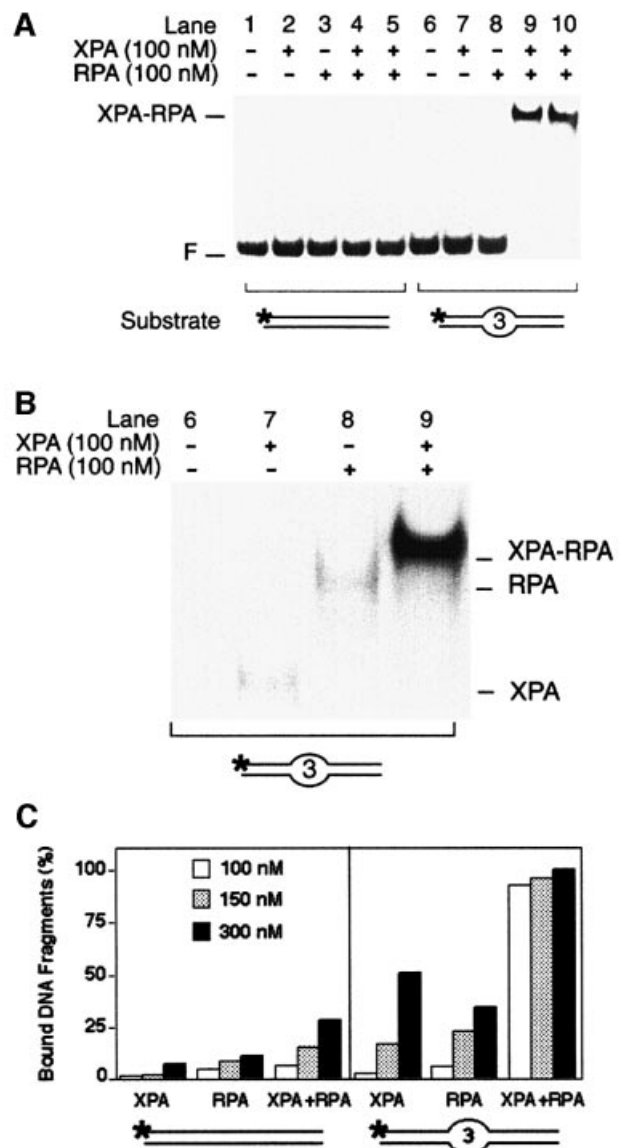 A
Lane 1 2 3 4 5 6 7 8 9 10
XPA (100 nM) - + - + + - + - + +
RPA (100 nM) - - + + + - - + + +
XPA-RPA
F
Substrate * * 3
B
Lane 6 7 8 9
XPA (100 nM) - + - +
RPA (100 nM) - - + +
XPA-RPA
RPA
XPA
* 3
C
Bound DNA Fragments (%)
100
75
50
25
0
100 nM
150 nM
300 nM
XPA RPA XPA+RPA XPA RPA XPA+RPA
* * 3